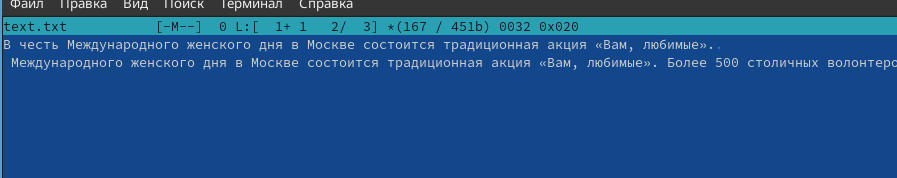 Файл Правка Вид Поиск Терминал Справка
text.txt [-M--] 0 L:[ 1+ 1 2/ 3] *(167 / 451b) 0032 0x020
В честь Международного женского дня в Москве состоится традиционная акция «Вам, любимые»..
Международного женского дня в Москве состоится традиционная акция «Вам, любимые». Более 500 столичных волонтеро